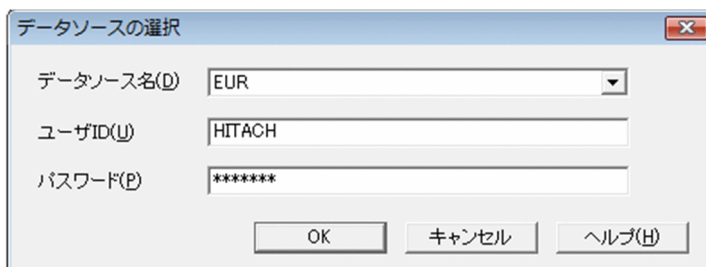 データソースの選択
データソース名(D) EUR
ユーザID(U) HITACH
パスワード(P) *******
OK キャンセル ヘルプ(H)